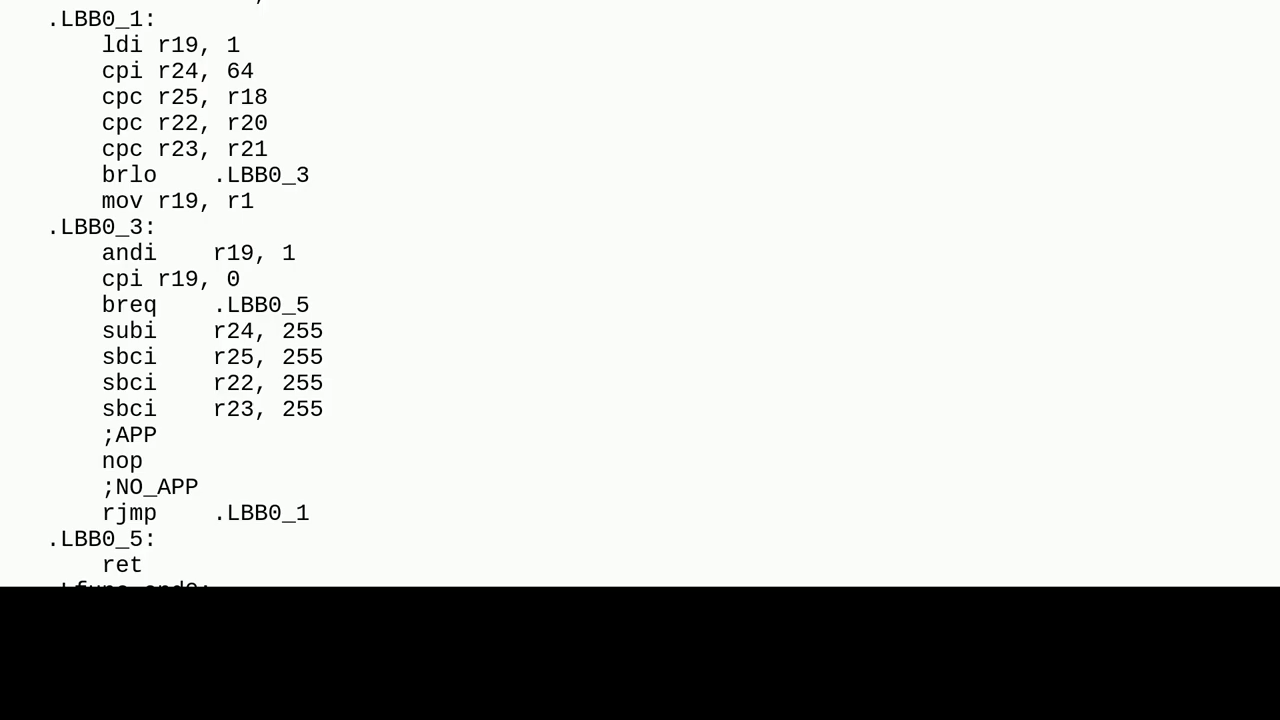 .LBB0_1:
    ldi r19, 1
    cpi r24, 64
    cpc r25, r18
    cpc r22, r20
    cpc r23, r21
    brlo    .LBB0_3
    mov r19, r1
.LBB0_3:
    andi    r19, 1
    cpi r19, 0
    breq    .LBB0_5
    subi    r24, 255
    sbci    r25, 255
    sbci    r22, 255
    sbci    r23, 255
    ;APP
    nop
    ;NO_APP
    rjmp    .LBB0_1
.LBB0_5:
    ret